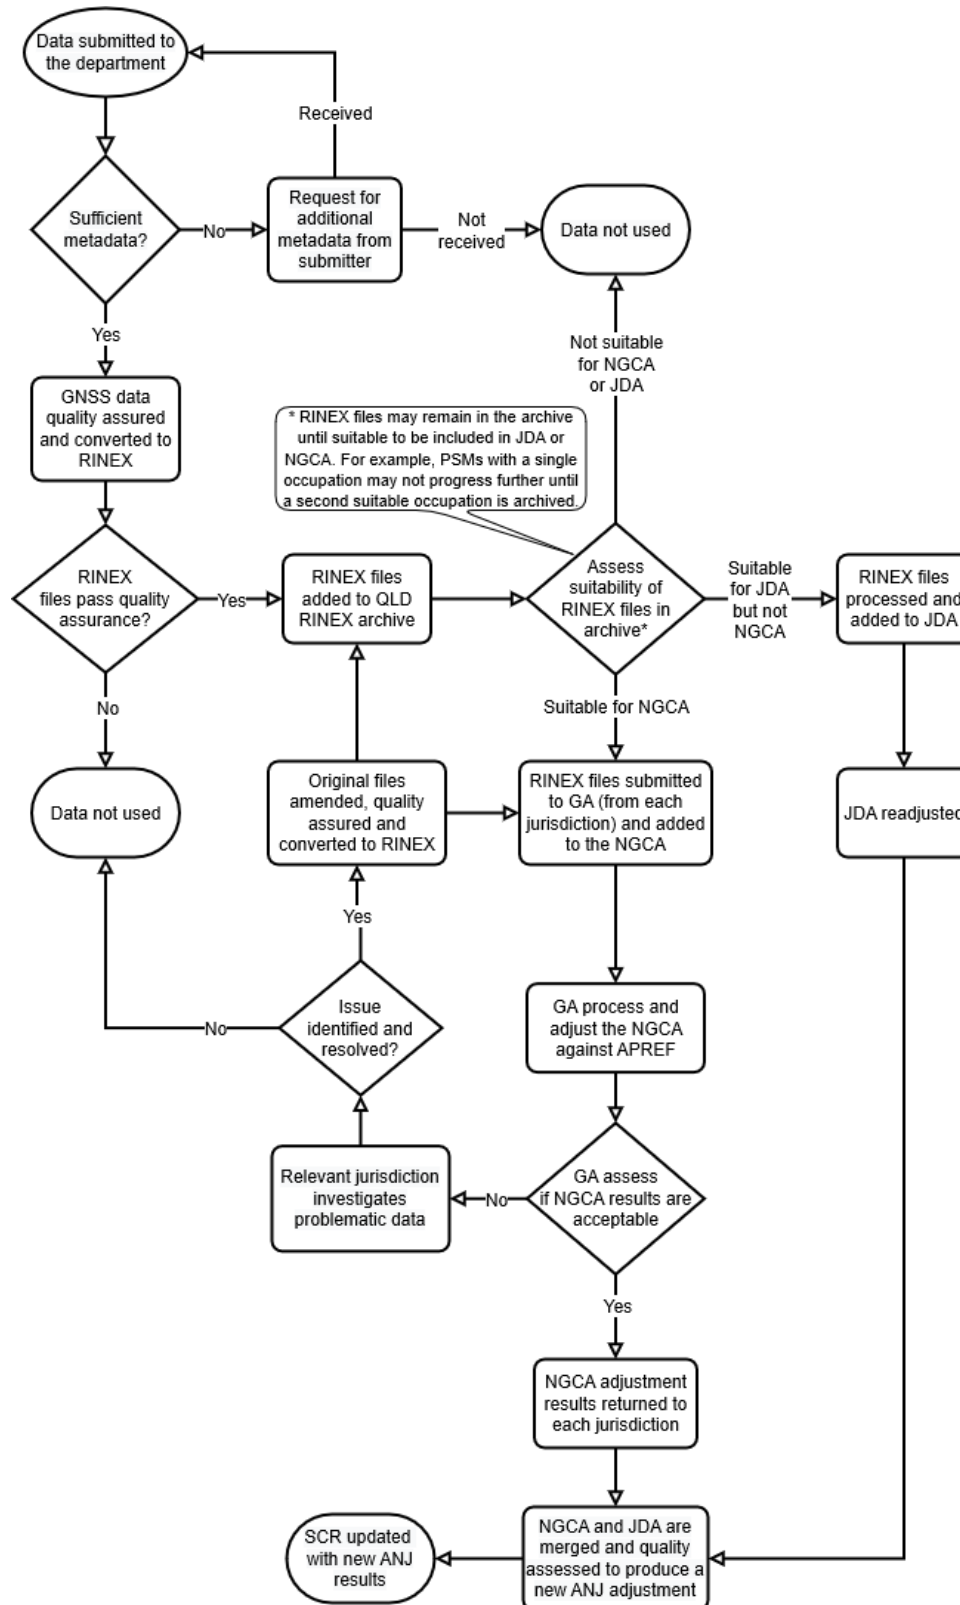 Data submitted to
the department
Received
Sufficient
metadata?
No
Request for
additional
metadata from
submitter
Not
received
Data not used
Yes
Not suitable
for NGCA
or JDA
GNSS data
quality assured
and converted to
RINEX
* RINEX files may remain in the archive
until suitable to be included in JDA or
NGCA. For example, PSMs with a single
occupation may not progress further until
a second suitable occupation is archived.
RINEX
files pass quality
assurance?
Yes
RINEX files
added to QLD
RINEX archive
Assess
suitability of
RINEX files in
archive*
Suitable
for JDA
but not
NGCA
RINEX files
processed and
added to JDA
No
Suitable for NGCA
Data not used
Original files
amended, quality
assured and
converted to RINEX
RINEX files submitted
to GA (from each
jurisdiction) and added
to the NGCA
JDA readjusted
Yes
Issue
identified and
resolved?
No
GA process and
adjust the NGCA
against APREF
Relevant jurisdiction
investigates
problematic data
No
GA assess
if NGCA results are
acceptable
Yes
NGCA adjustment
results returned to
each jurisdiction
SCR updated
with new ANJ
results
NGCA and JDA are
merged and quality
assessed to produce a
new ANJ adjustment